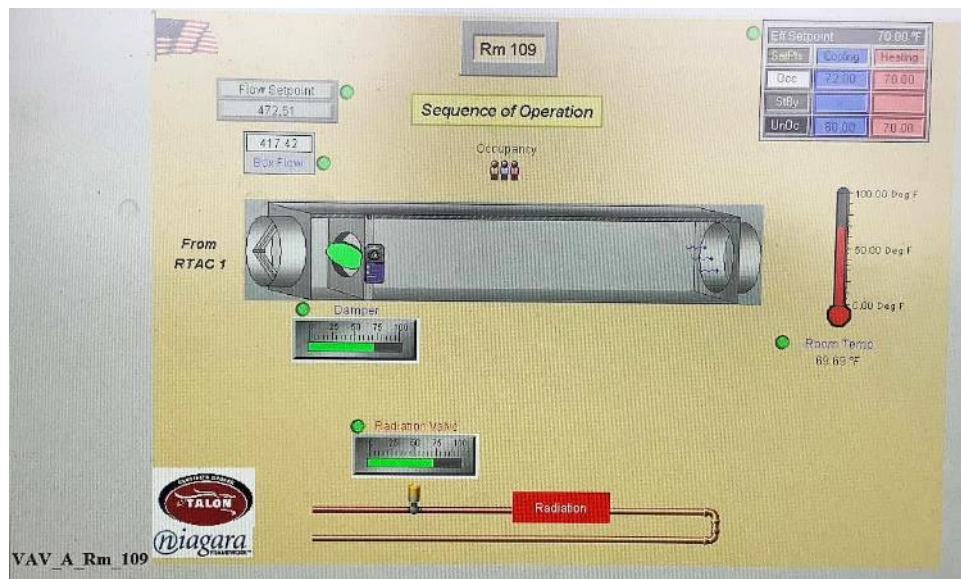 Rm 109
Eff Setpoint 70.00 °F
SetPts Cooling Heating
Occ 72.00 70.00
StBy
UnOc 80.00 70.00
Flow Setpoint
472.51
Sequence of Operation
417.42
Box Flow
Occupancy
From
RTAC 1
100.00 Deg F
50.00 Deg F
0.00 Deg F
Damper
25 50 75 100
Room Temp
69.69 °F
Radiation Valve
25 50 75 100
Radiation
TALON
niagara
FRAMEWORK
VAV_A_Rm_109